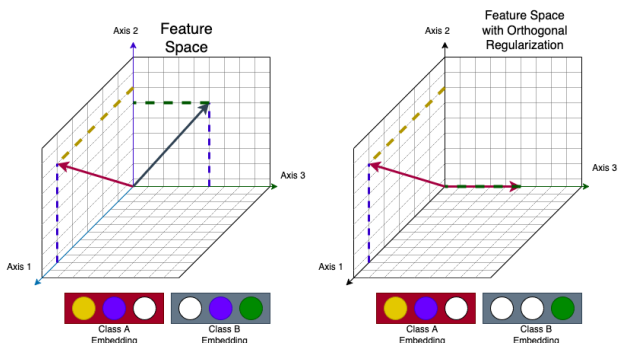 Feature
Space
Axis 2
Axis 3
Axis 1
Class A
Embedding
Class B
Embedding
Feature Space
with Orthogonal
Regularization
Axis 2
Axis 3
Axis 1
Class A
Embedding
Class B
Embedding